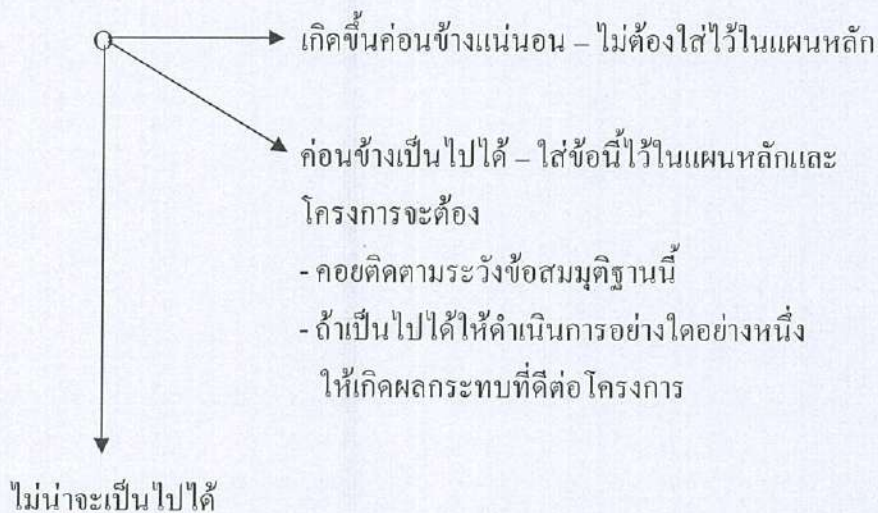 เกิดขึ้นค่อนข้างแน่นอน – ไม่ต้องใส่ไว้ในแผนหลัก
ค่อนข้างเป็นไปได้ – ใส่ข้อนี้ไว้ในแผนหลักและ
โครงการจะต้อง
- คอยติดตามระวังข้อสมมุติฐานนี้
- ถ้าเป็นไปได้ให้ดำเนินการอย่างใดอย่างหนึ่ง
ให้เกิดผลกระทบที่ดีต่อโครงการ
ไม่น่าจะเป็นไปได้